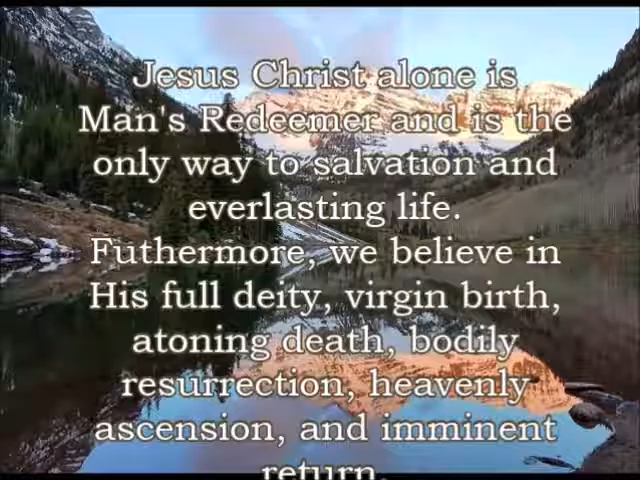 Jesus Christ alone is
Man's Redeemer and is the
only way to salvation and
everlasting life.
Futhermore, we believe in
His full deity, virgin birth,
atoning death, bodily
resurrection, heavenly
ascension, and imminent
return.